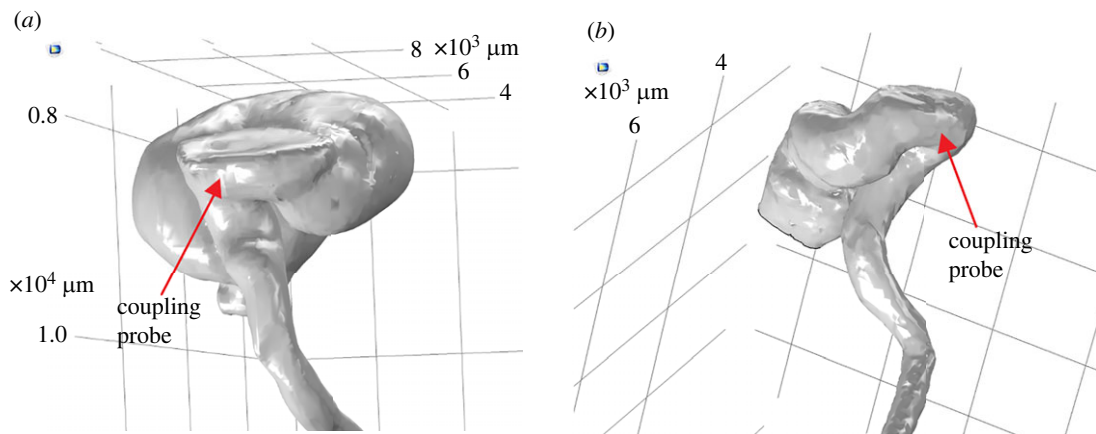 (a)
8 ×10³ µm
6
4
0.8
×10⁴ µm
1.0
coupling
probe
(b)
×10³ µm
4
6
coupling
probe